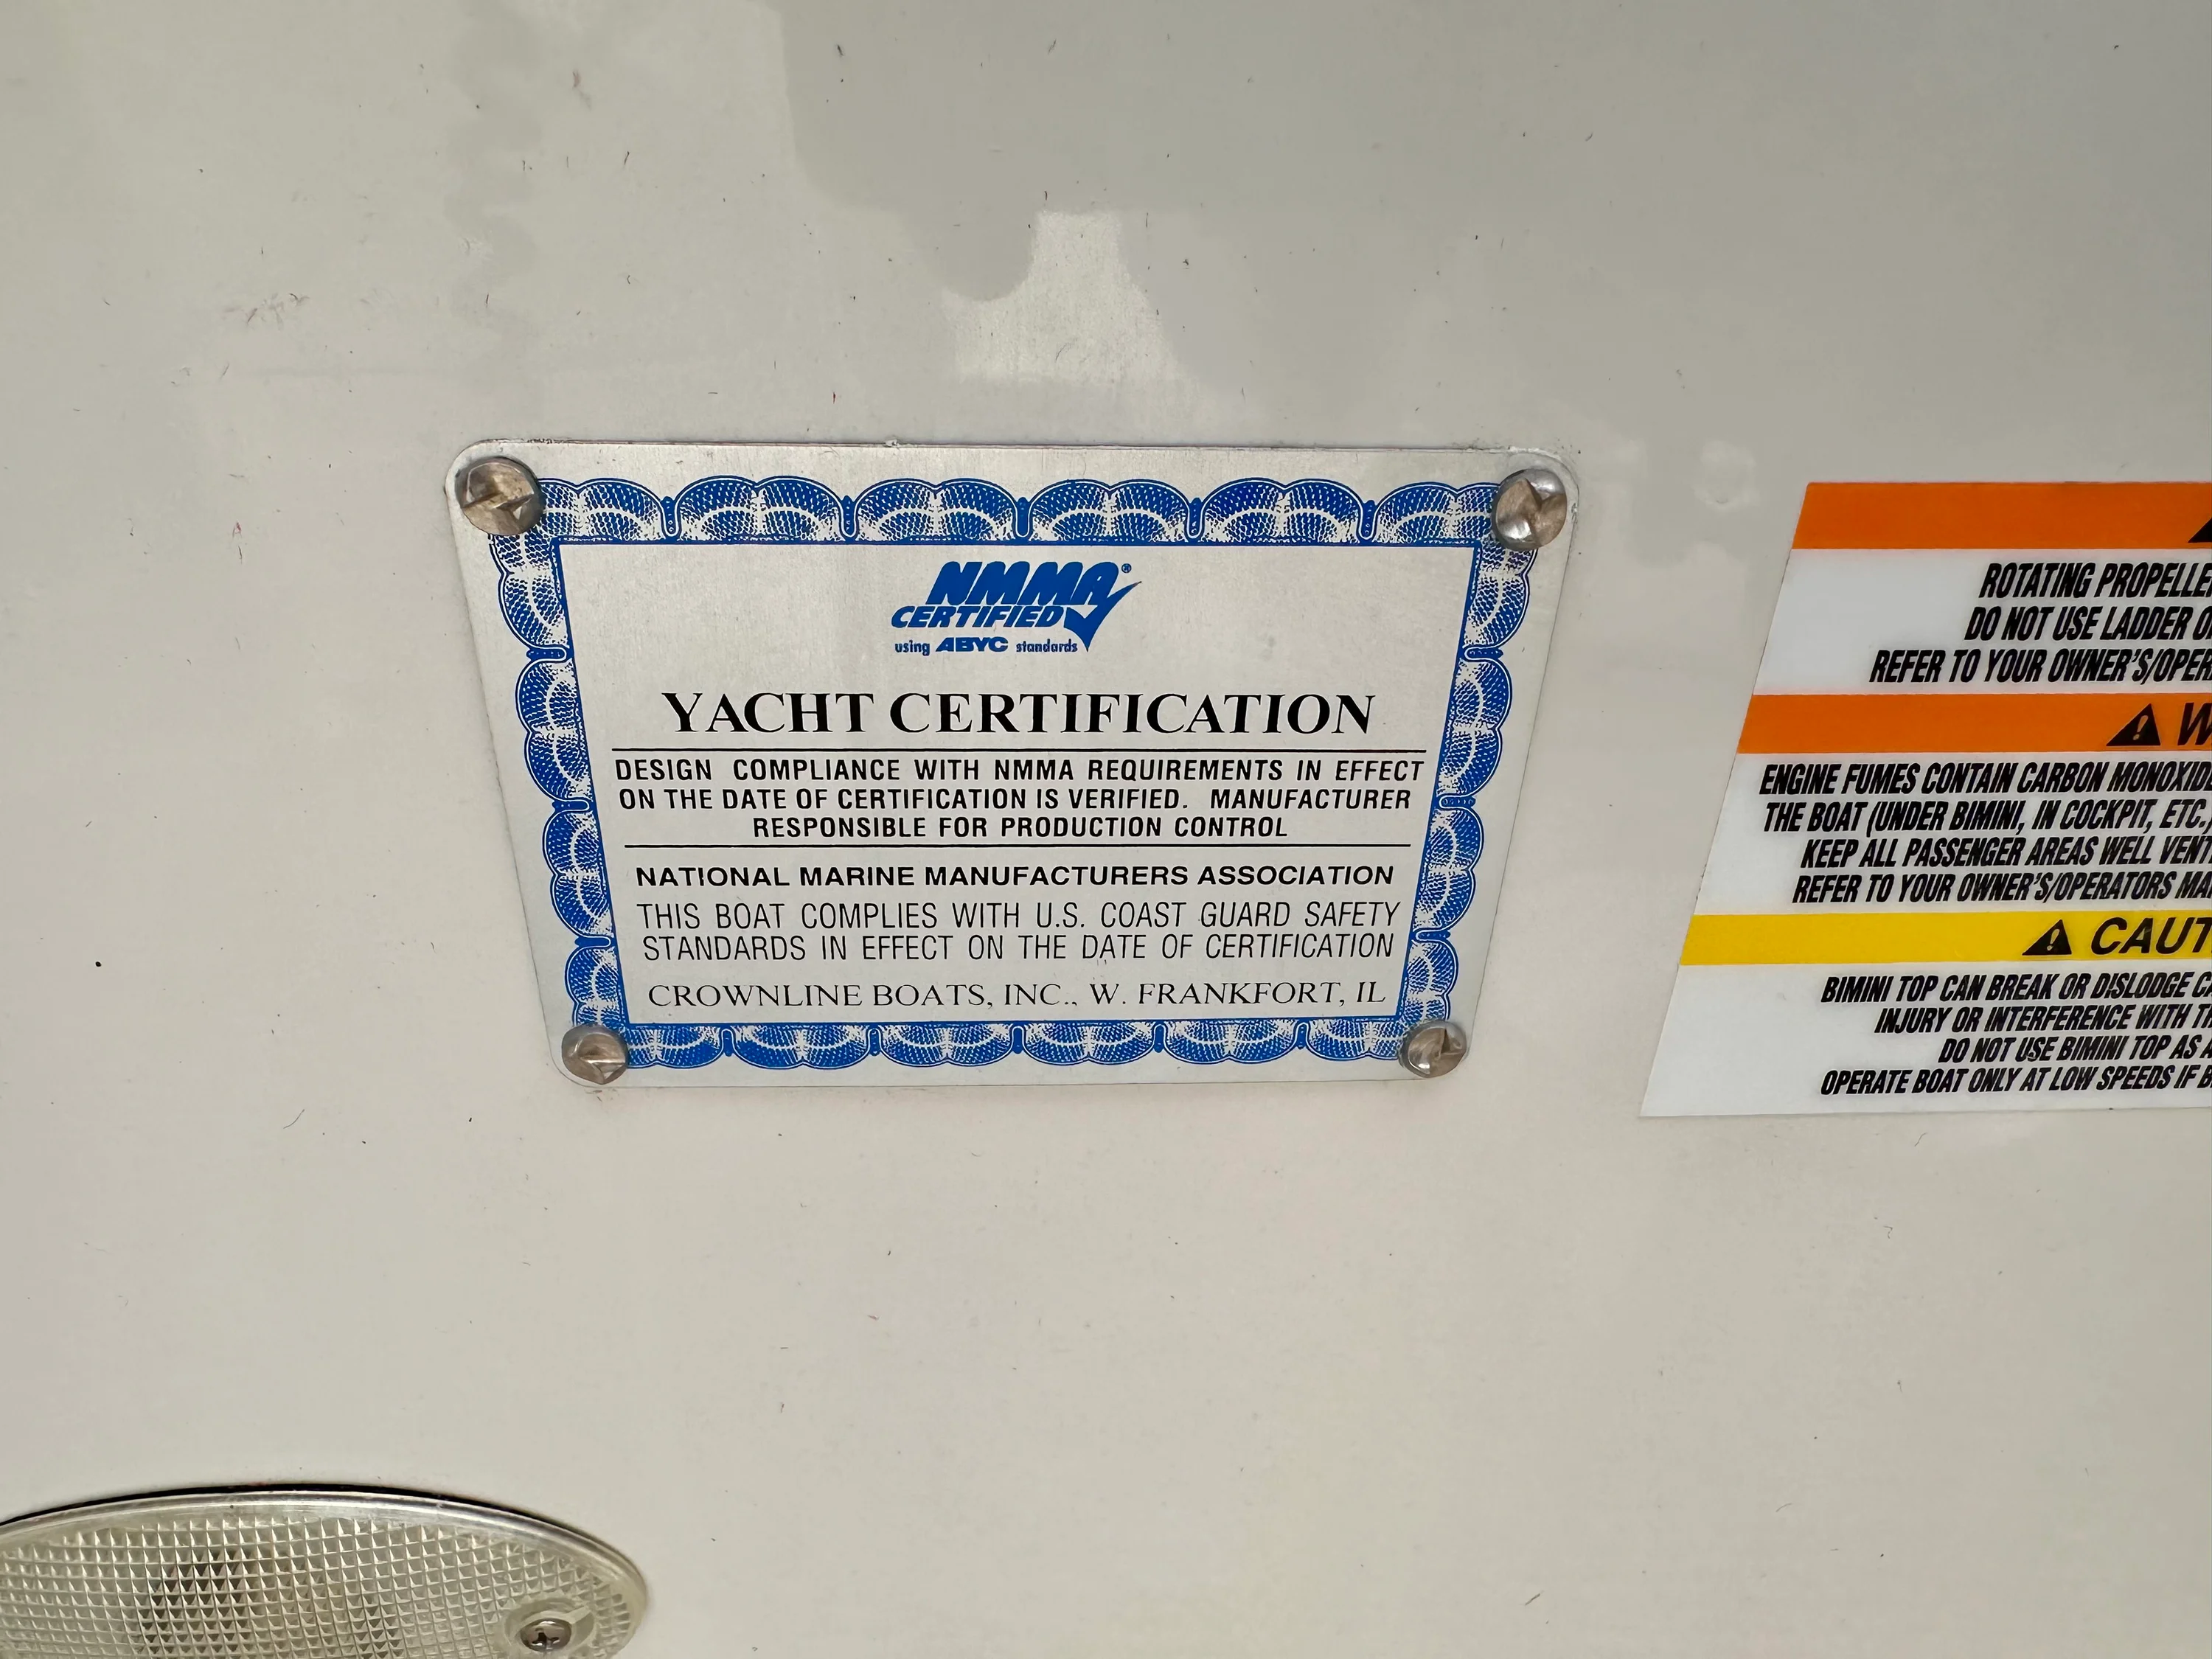 NMMA®
CERTIFIED
using ABYC standards
YACHT CERTIFICATION
DESIGN COMPLIANCE WITH NMMA REQUIREMENTS IN EFFECT
ON THE DATE OF CERTIFICATION IS VERIFIED. MANUFACTURER
RESPONSIBLE FOR PRODUCTION CONTROL
NATIONAL MARINE MANUFACTURERS ASSOCIATION
THIS BOAT COMPLIES WITH U.S. COAST GUARD SAFETY
STANDARDS IN EFFECT ON THE DATE OF CERTIFICATION
CROWNLINE BOATS, INC., W. FRANKFORT, IL
ROTATING
DO NOT USE LADDER
REFER TO YOUR
ENGINE FUMES CONTAIN CARBON
THE BOAT (UNDER BIMINI, IN COCKPIT, ETC.
KEEP ALL PASSENGER AREAS WELL
REFER TO YOUR OWNER'S/OPERATORS
BIMINI TOP CAN BREAK OR DISLODGE
INJURY OR INTERFERENCE WITH
DO NOT USE BIMINI TOP AS
OPERATE BOAT ONLY AT LOW SPEEDS IF